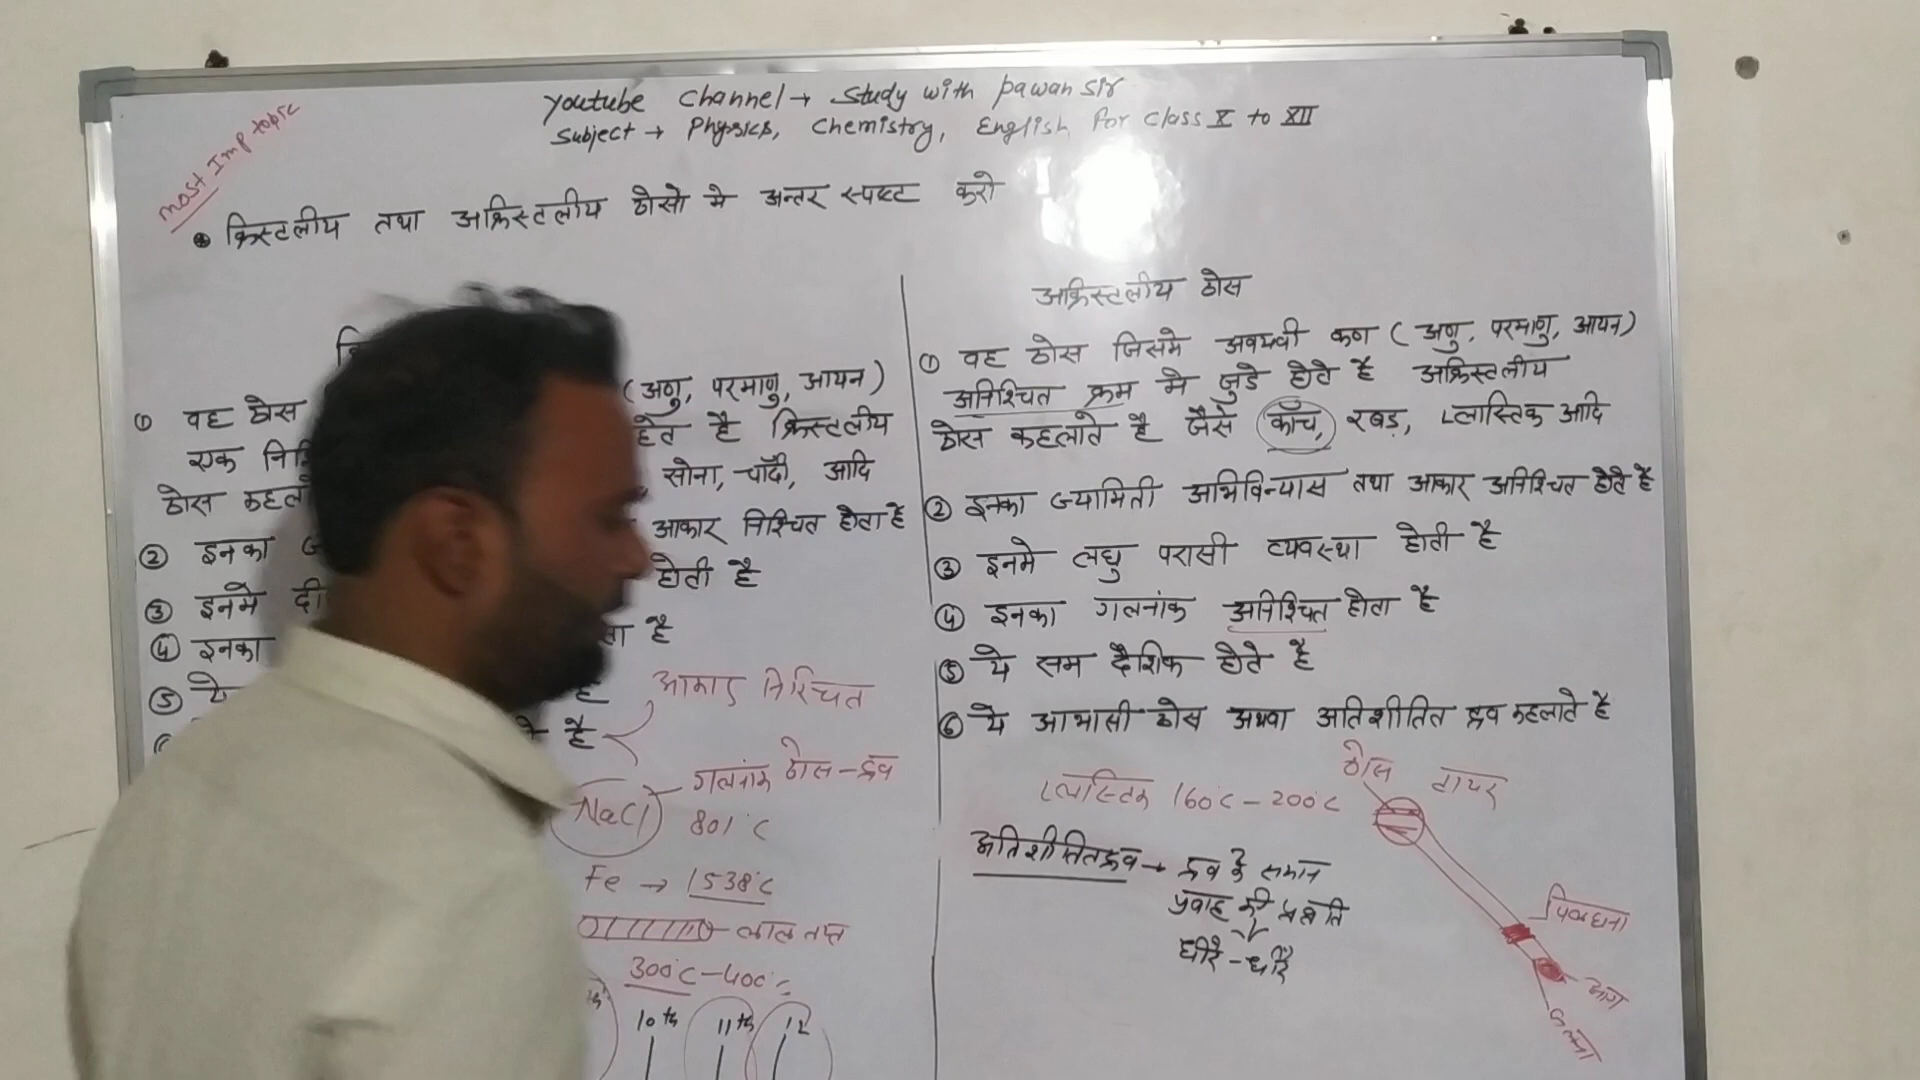 most Imp topic
Youtube channel → Study with pawan sir
Subject → Physics, Chemistry, English for class X to XII
क्रिस्टलीय तथा अक्रिस्टलीय ठोसो मे अन्तर स्पष्ट करो
① वह ठोस (अणु, परमाणु, आयन)
एक होते है क्रिस्टलीय
ठोस सोना, चाँदी, आदि
② इनका आकार निश्चित होता है
③ इनमे होती है
④ इनका है
⑤ ये है
है
आकार निश्चित
NaCl गलनांक ठोस-द्रव
801°C
Fe → 1538°C
लाल तप्त
300°C-400°C
10th 11th 12
अक्रिस्टलीय ठोस
① वह ठोस जिसमे अवयवी कण (अणु, परमाणु, आयन)
अनिश्चित क्रम मे जुडे होते है अक्रिस्टलीय
ठोस कहलाते है जैसे काँच, रबड़, प्लास्टिक आदि
② इनका ज्यामिती अभिविन्यास तथा आकार अनिश्चित होते है
③ इनमे लघु परासी व्यवस्था होती है
④ इनका गलनांक अनिश्चित होता है
⑤ ये सम दैशिक होते है
⑥ ये आभासी ठोस अथवा अतिशीतित द्रव कहलाते है
प्लास्टिक 160°C-200°C
ठोस टायर
अतिशीतितद्रव → द्रव के समान
प्रवाह की प्रवृति
धीरे-धीरे
पिघलना
आग
जलना